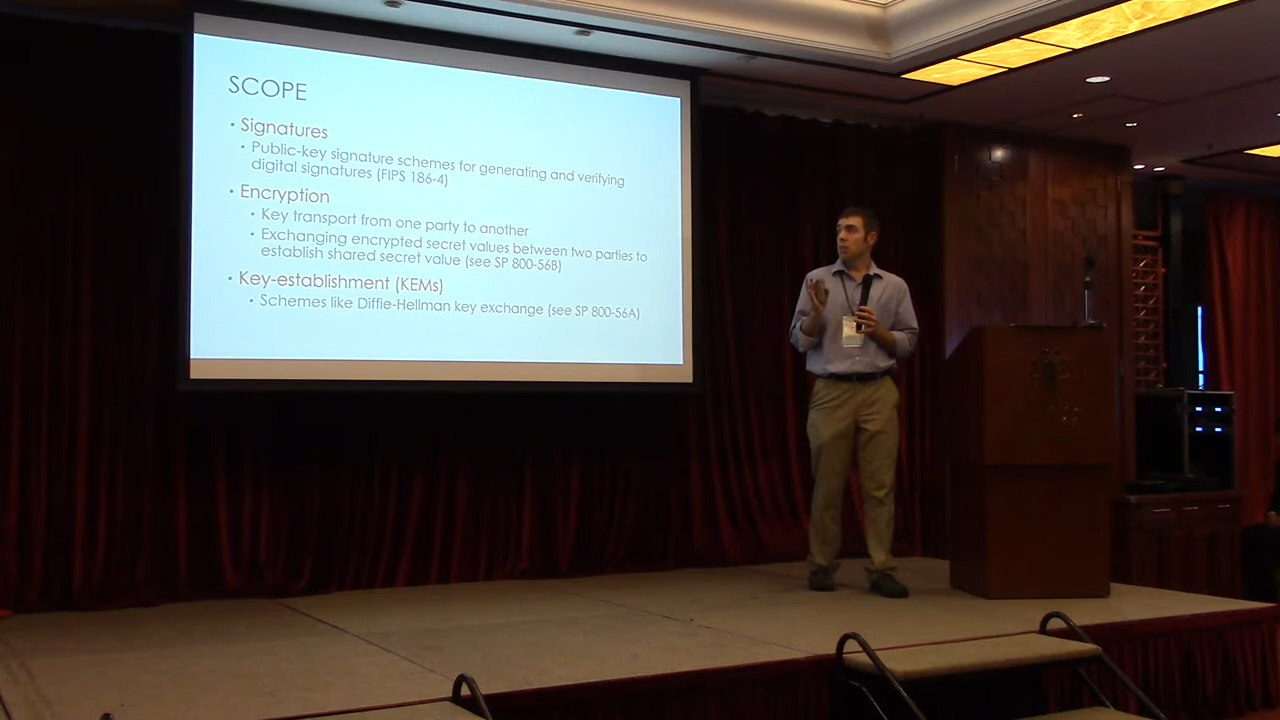 SCOPE
• Signatures
• Public-key signature schemes for generating and verifying
digital signatures (FIPS 186-4)
• Encryption
• Key transport from one party to another
• Exchanging encrypted secret values between two parties to
establish shared secret value (see SP 800-56B)
• Key-establishment (KEMs)
• Schemes like Diffie-Hellman key exchange (see SP 800-56A)